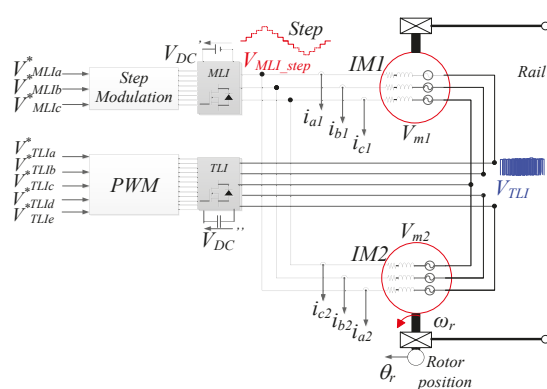 Step
V_DC ,,
V_MLI_step
IM1
V*_MLIa
V*_MLIb
V*_MLIc
Step
Modulation
MLI
Rail
i_a1
i_b1
i_c1
V_m1
V*_TLIa
V*_TLIb
V*_TLIc
V*_TLId
V*_TLIe
PWM
TLI
V_TLI
V_DC ,,
V_m2
IM2
i_c2
i_b2
i_a2
ω_r
θ_r
Rotor
position